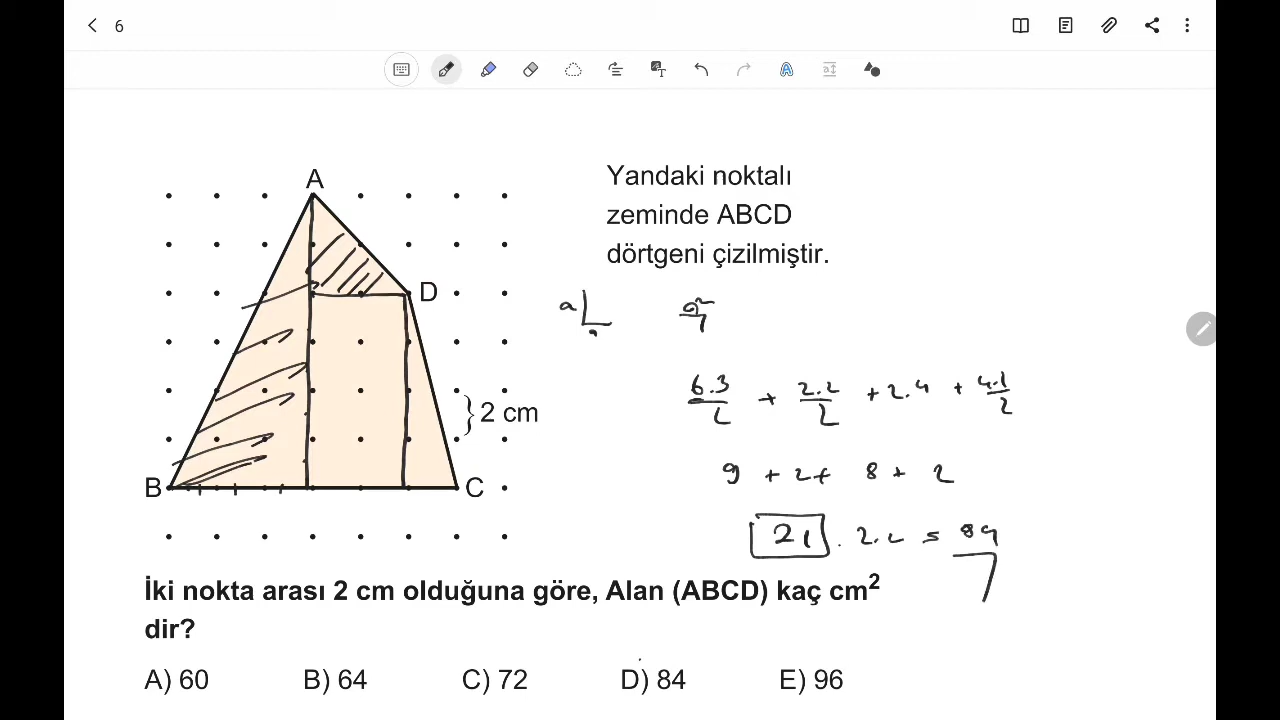 6
A
Yandaki noktalı
zeminde ABCD
dörtgeni çizilmiştir.
D
a
6.3/2 + 2.2/2 + 2.4 + 4.1/2
2 cm
9 + 2 + 8 + 2
B
C
21 . 2.2 = 84
İki nokta arası 2 cm olduğuna göre, Alan (ABCD) kaç cm²
dir?
A) 60 B) 64 C) 72 D) 84 E) 96